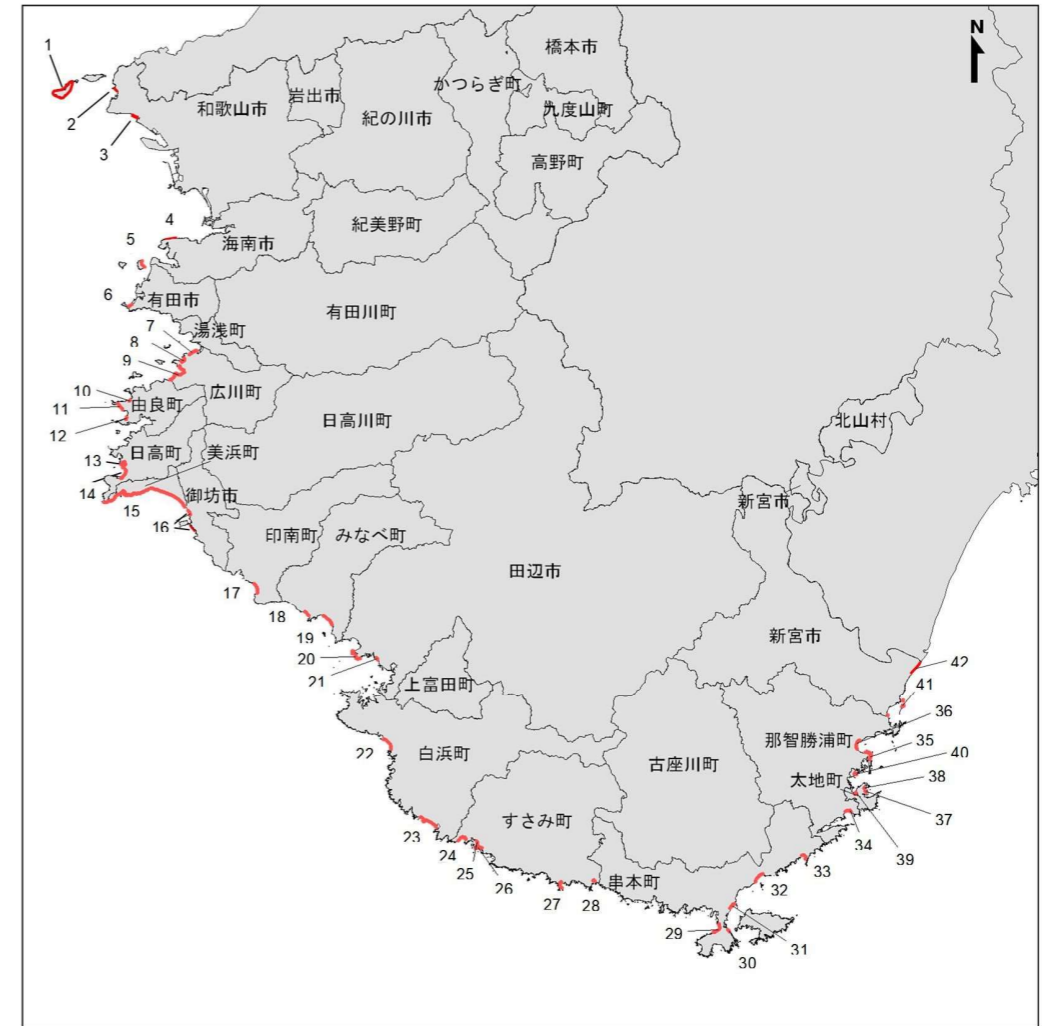 N
1
橋本市
かつらぎ町
岩出市
和歌山市
九度山町
紀の川市
2
3
高野町
4
紀美野町
5
海南市
6
有田市
有田川町
7
湯浅町
8
9
10
広川町
11
由良町
日高川町
北山村
12
日高町
美浜町
13
14
15
御坊市
新宮市
16
印南町
みなべ町
田辺市
17
18
19
新宮市
20
21
42
上富田町
41
36
那智勝浦町
22
白浜町
35
古座川町
40
太地町
38
すさみ町
37
23
34
24
39
25
33
26
串本町
32
27
28
29
31
30